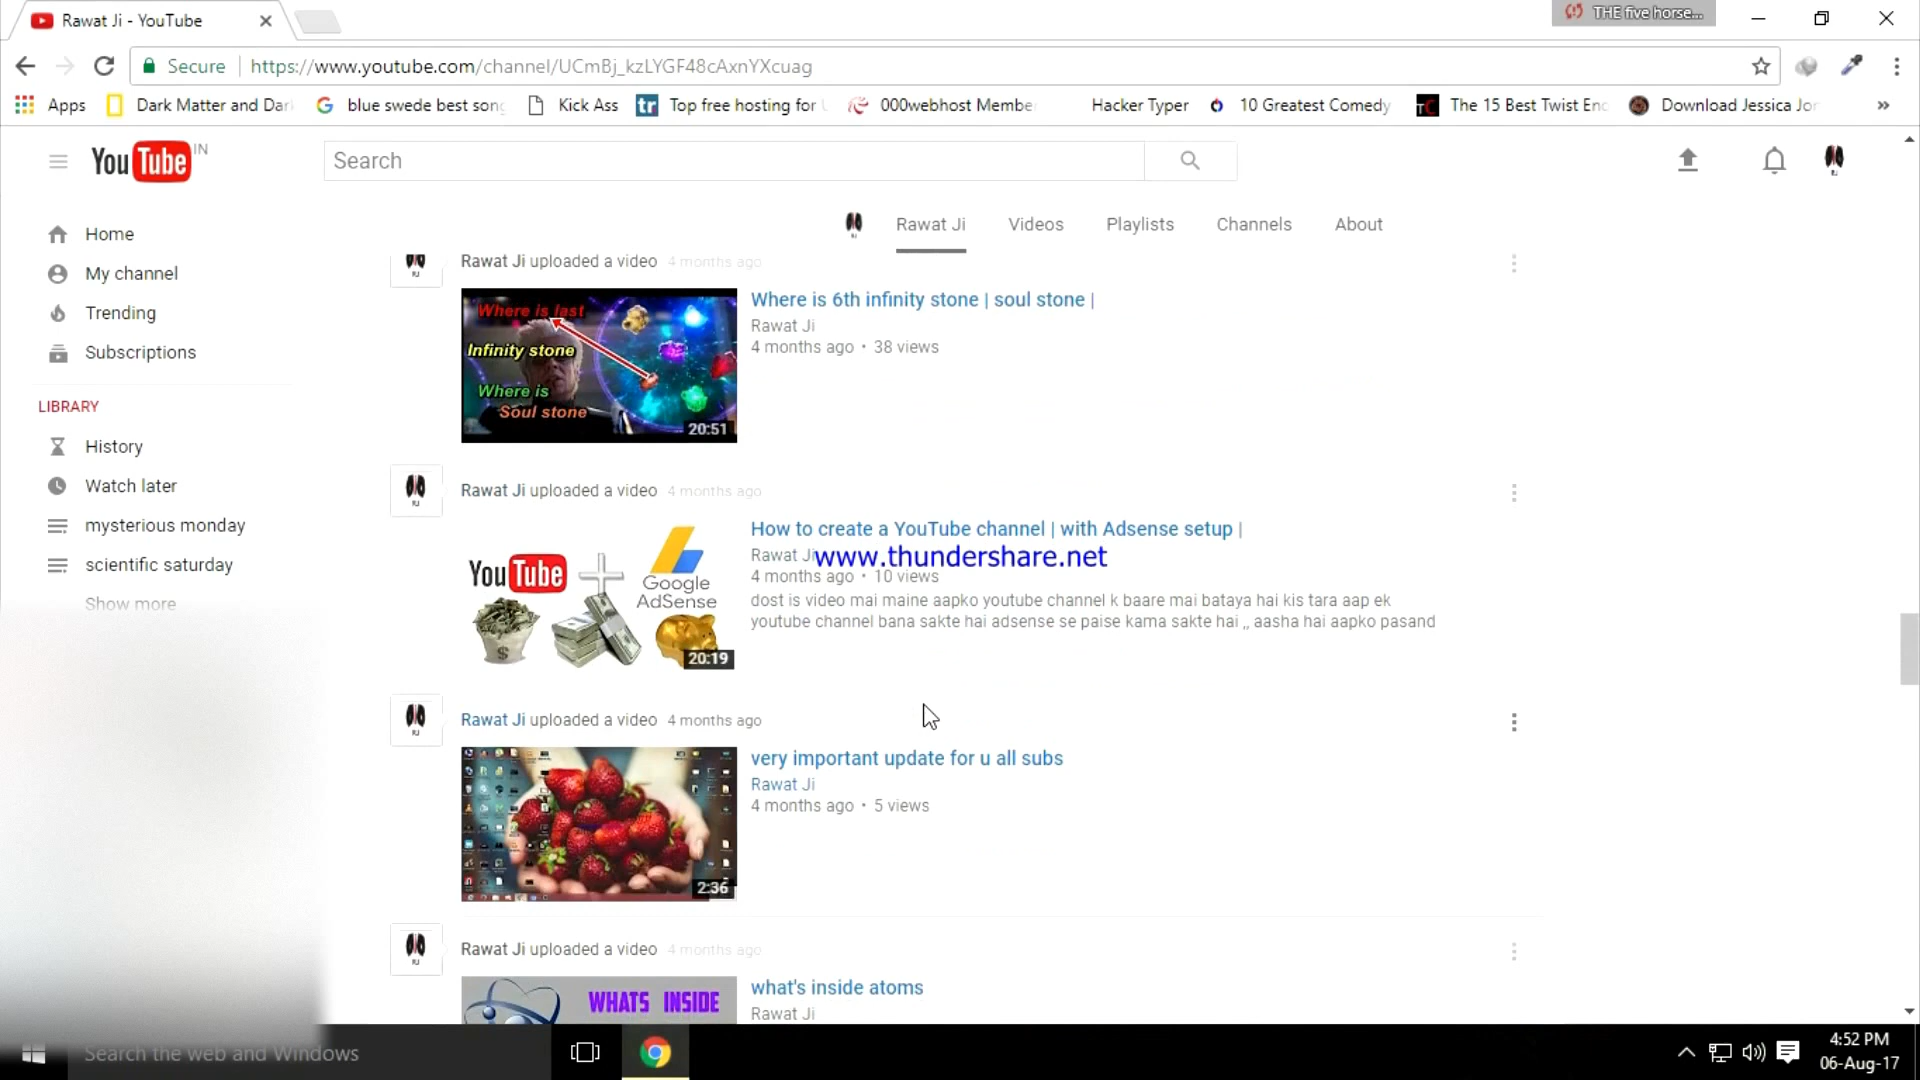 Rawat Ji - YouTube
THE five horse...
Secure | https://www.youtube.com/channel/UCmBj_kzLYGF48cAxnYXcuag
Apps Dark Matter and Dar blue swede best son Kick Ass tr Top free hosting for 000webhost Membe Hacker Typer 10 Greatest Comedy TC The 15 Best Twist En Download Jessica Jo »
YouTube IN
Search
Rawat Ji Videos Playlists Channels About
Home
My channel
Trending
Subscriptions
LIBRARY
History
Watch later
mysterious monday
scientific saturday
Show more
Rawat Ji uploaded a video 4 months ago
Where is last
Infinity stone
Where is
Soul stone
20:51
Where is 6th infinity stone | soul stone |
Rawat Ji
4 months ago • 38 views
Rawat Ji uploaded a video 4 months ago
YouTube
Google
AdSense
20:19
How to create a YouTube channel | with Adsense setup |
Rawat Ji
www.thundershare.net
4 months ago • 10 views
dost is video mai maine aapko youtube channel k baare mai bataya hai kis tara aap ek
youtube channel bana sakte hai adsense se paise kama sakte hai ,, aasha hai aapko pasand
Rawat Ji uploaded a video 4 months ago
2:36
very important update for u all subs
Rawat Ji
4 months ago • 5 views
Rawat Ji uploaded a video 4 months ago
WHATS INSIDE
what's inside atoms
Rawat Ji
Search the web and Windows
4:52 PM
06-Aug-17